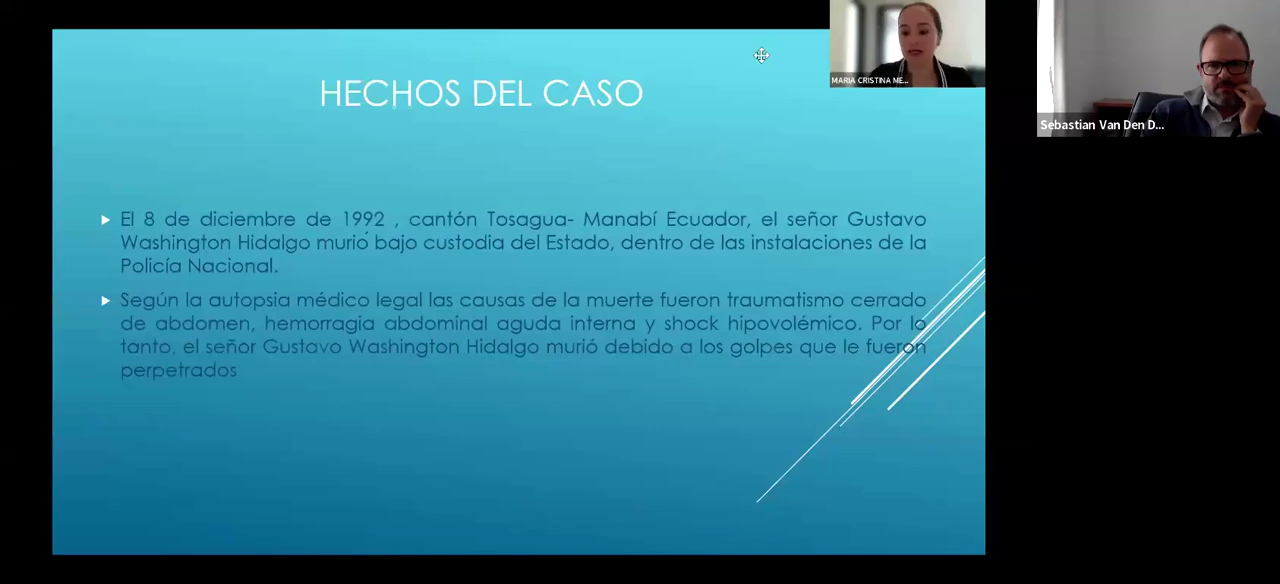 HECHOS DEL CASO
El 8 de diciembre de 1992 , cantón Tosagua- Manabí Ecuador, el señor Gustavo
Washington Hidalgo murió bajo custodia del Estado, dentro de las instalaciones de la
Policía Nacional.
Según la autopsia médico legal las causas de la muerte fueron traumatismo cerrado
de abdomen, hemorragia abdominal aguda interna y shock hipovolémico. Por lo
tanto, el señor Gustavo Washington Hidalgo murió debido a los golpes que le fueron
perpetrados
MARIA CRISTINA ME...
Sebastian Van Den D...